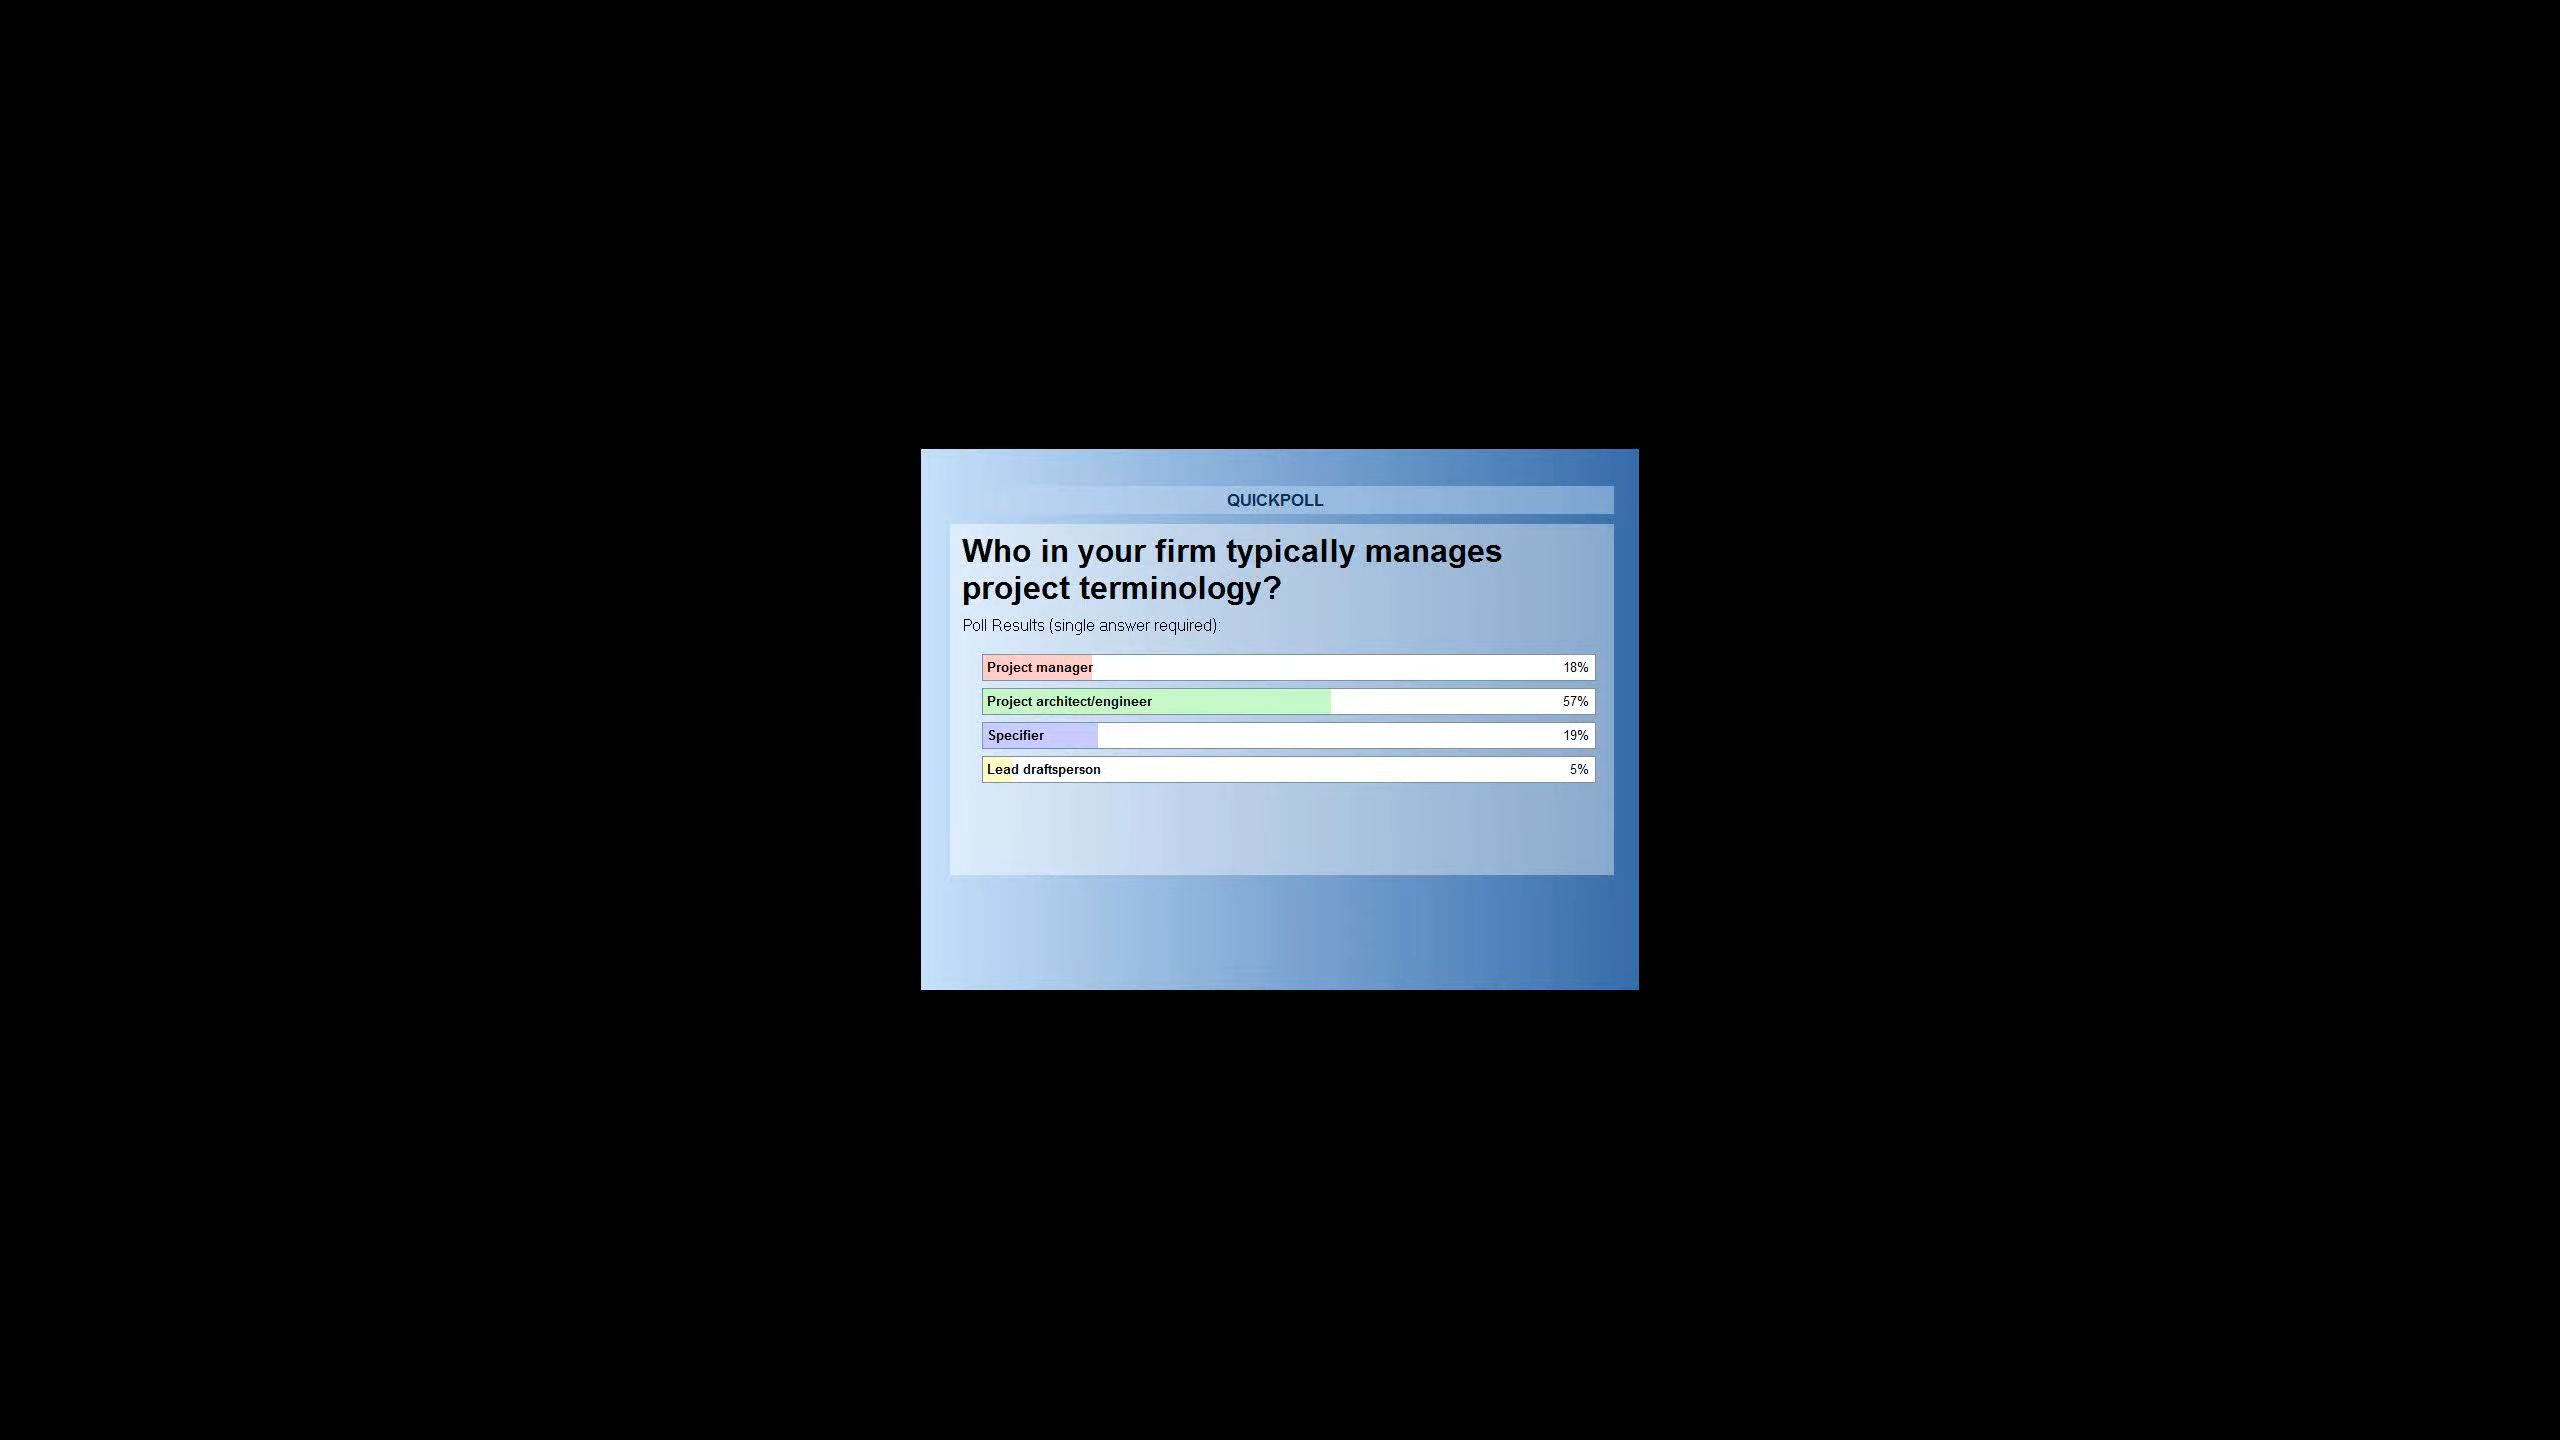 QUICKPOLL
Who in your firm typically manages
project terminology?
Poll Results (single answer required):
Project manager 18%
Project architect/engineer 57%
Specifier 19%
Lead draftsperson 5%